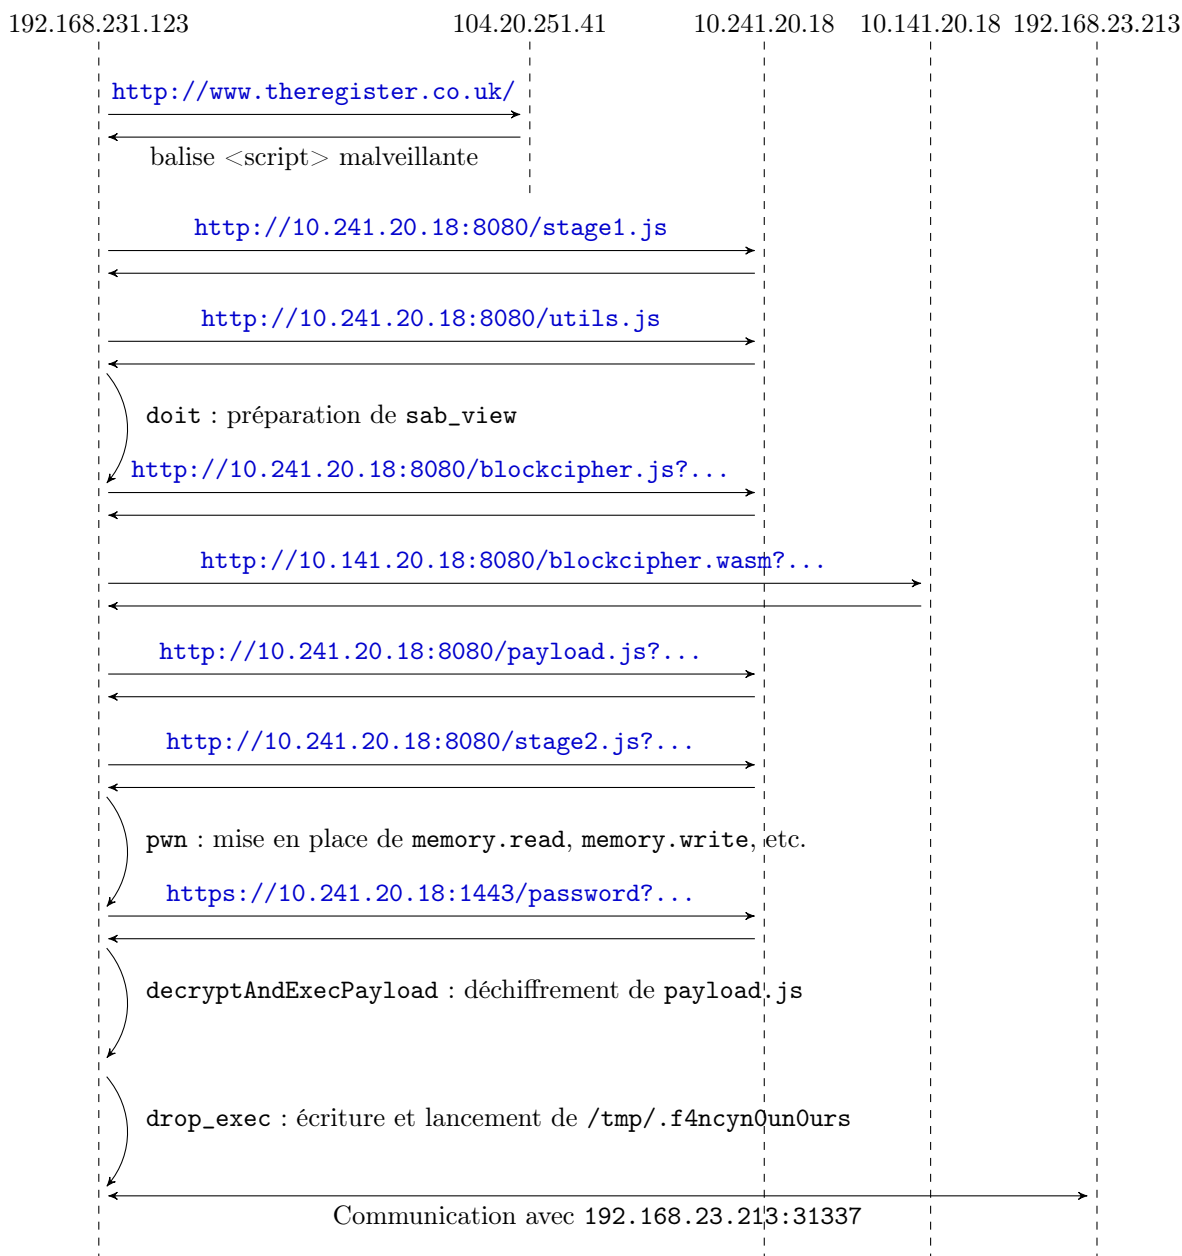 192.168.231.123 104.20.251.41 10.241.20.18 10.141.20.18 192.168.23.213
http://www.theregister.co.uk/
balise <script> malveillante
http://10.241.20.18:8080/stage1.js
http://10.241.20.18:8080/utils.js
doit : préparation de sab_view
http://10.241.20.18:8080/blockcipher.js?...
http://10.141.20.18:8080/blockcipher.wasm?...
http://10.241.20.18:8080/payload.js?...
http://10.241.20.18:8080/stage2.js?...
pwn : mise en place de memory.read, memory.write, etc.
https://10.241.20.18:1443/password?...
decryptAndExecPayload : déchiffrement de payload.js
drop_exec : écriture et lancement de /tmp/.f4ncyn0un0urs
Communication avec 192.168.23.213:31337